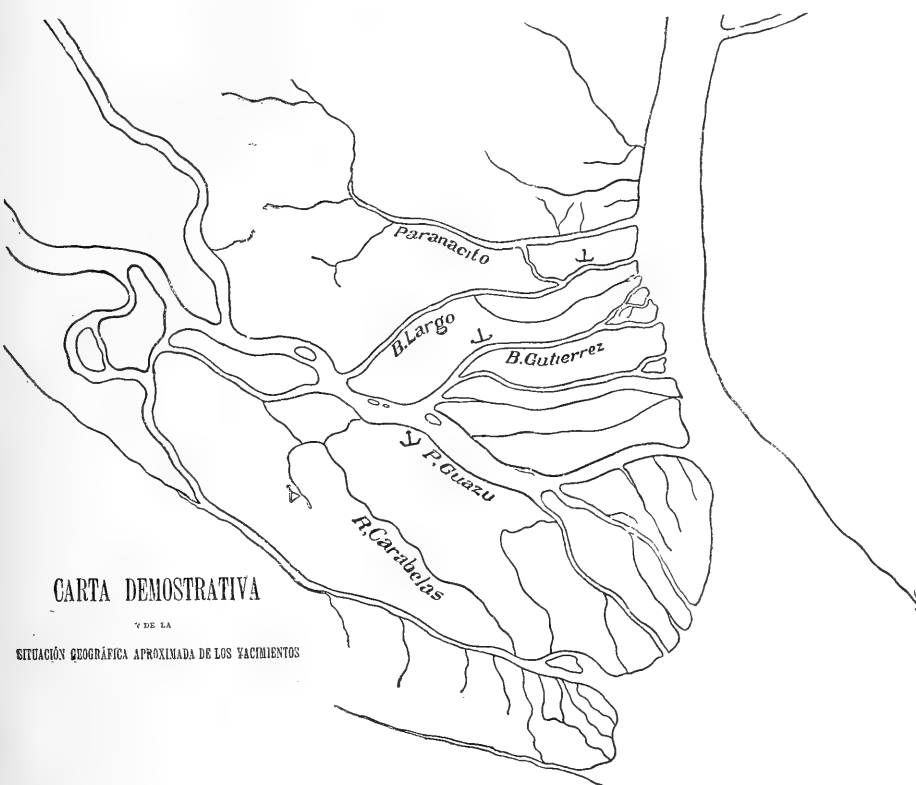 Paranacito
B. Largo
B. Gutierrez
P. Guazu
R. Carabelas
CARTA DEMOSTRATIVA
Y DE LA
SITUACIÓN GEOGRÁFICA APROXIMADA DE LOS YACIMIENTOS